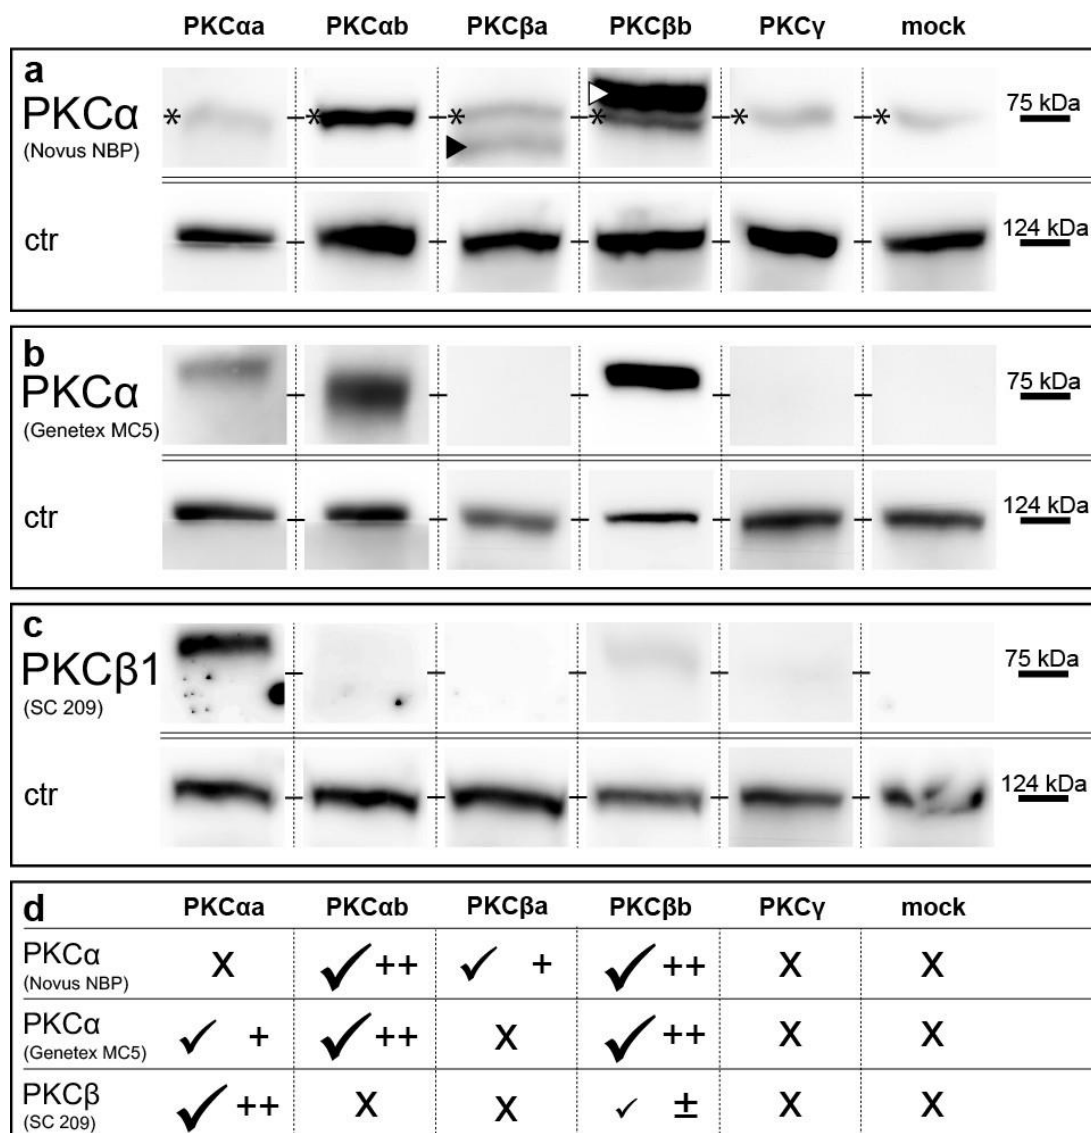 PKCαa PKCαb PKCβa PKCβb PKCγ mock
a
PKCα
(Novus NBP)
* * * * * *
75 kDa
ctr
124 kDa
b
PKCα
(Genetex MC5)
75 kDa
ctr
124 kDa
c
PKCβ1
(SC 209)
75 kDa
ctr
124 kDa
d PKCαa PKCαb PKCβa PKCβb PKCγ mock
PKCα X ✓ ++ ✓ + ✓ ++ X X
(Novus NBP)
PKCα ✓ + ✓ ++ X ✓ ++ X X
(Genetex MC5)
PKCβ ✓ ++ X X ✓ ± X X
(SC 209)